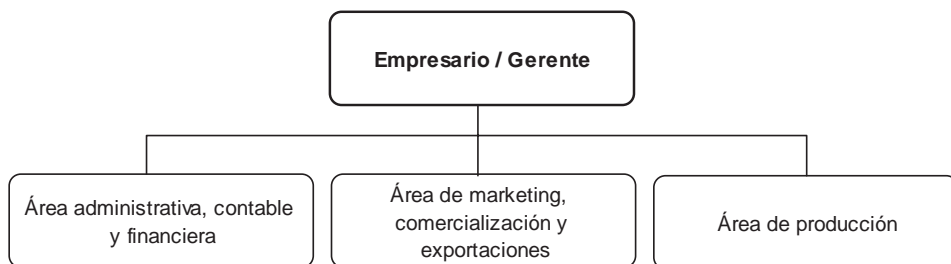 Empresario / Gerente
Área administrativa, contable
y financiera
Área de marketing,
comercialización y
exportaciones
Área de producción